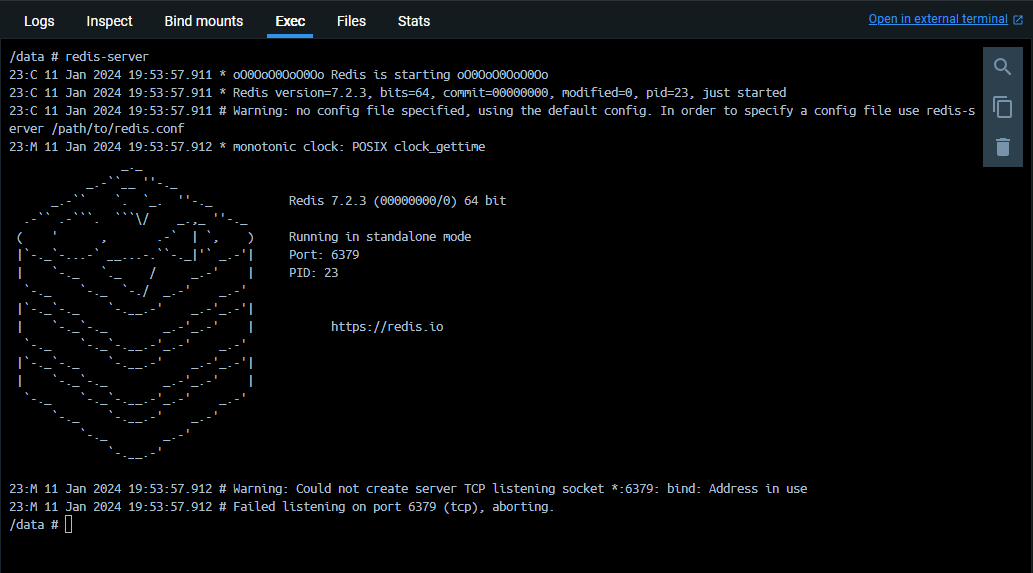 Logs Inspect Bind mounts Exec Files Stats Open in external terminal
/data # redis-server
23:C 11 Jan 2024 19:53:57.911 * oO0OoO0OoO0Oo Redis is starting oO0OoO0OoO0Oo
23:C 11 Jan 2024 19:53:57.911 * Redis version=7.2.3, bits=64, commit=00000000, modified=0, pid=23, just started
23:C 11 Jan 2024 19:53:57.911 # Warning: no config file specified, using the default config. In order to specify a config file use redis-s
erver /path/to/redis.conf
23:M 11 Jan 2024 19:53:57.912 * monotonic clock: POSIX clock_gettime
Redis 7.2.3 (00000000/0) 64 bit
Running in standalone mode
Port: 6379
PID: 23
https://redis.io
23:M 11 Jan 2024 19:53:57.912 # Warning: Could not create server TCP listening socket *:6379: bind: Address in use
23:M 11 Jan 2024 19:53:57.912 # Failed listening on port 6379 (tcp), aborting.
/data #